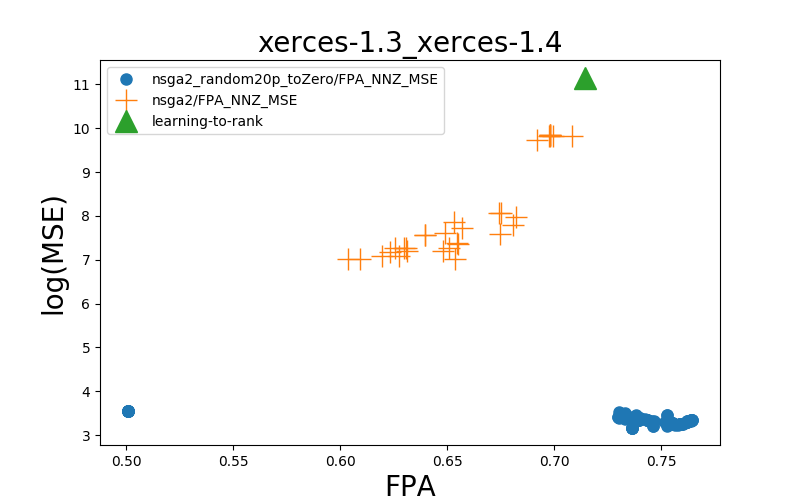 xerces-1.3_xerces-1.4
nsga2_random20p_toZero/FPA_NNZ_MSE
nsga2/FPA_NNZ_MSE
learning-to-rank
log(MSE)
11
10
9
8
7
6
5
4
3
0.50 0.55 0.60 0.65 0.70 0.75
FPA